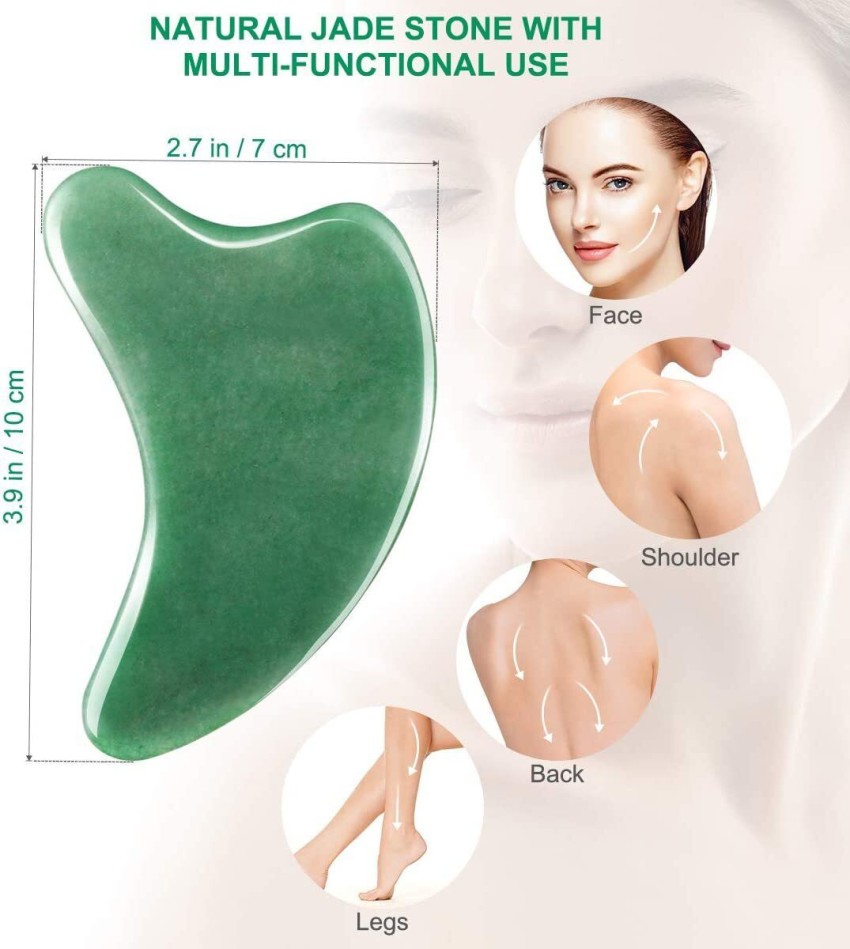 NATURAL JADE STONE WITH
MULTI-FUNCTIONAL USE
2.7 in / 7 cm
3.9 in / 10 cm
Face
Shoulder
Back
Legs